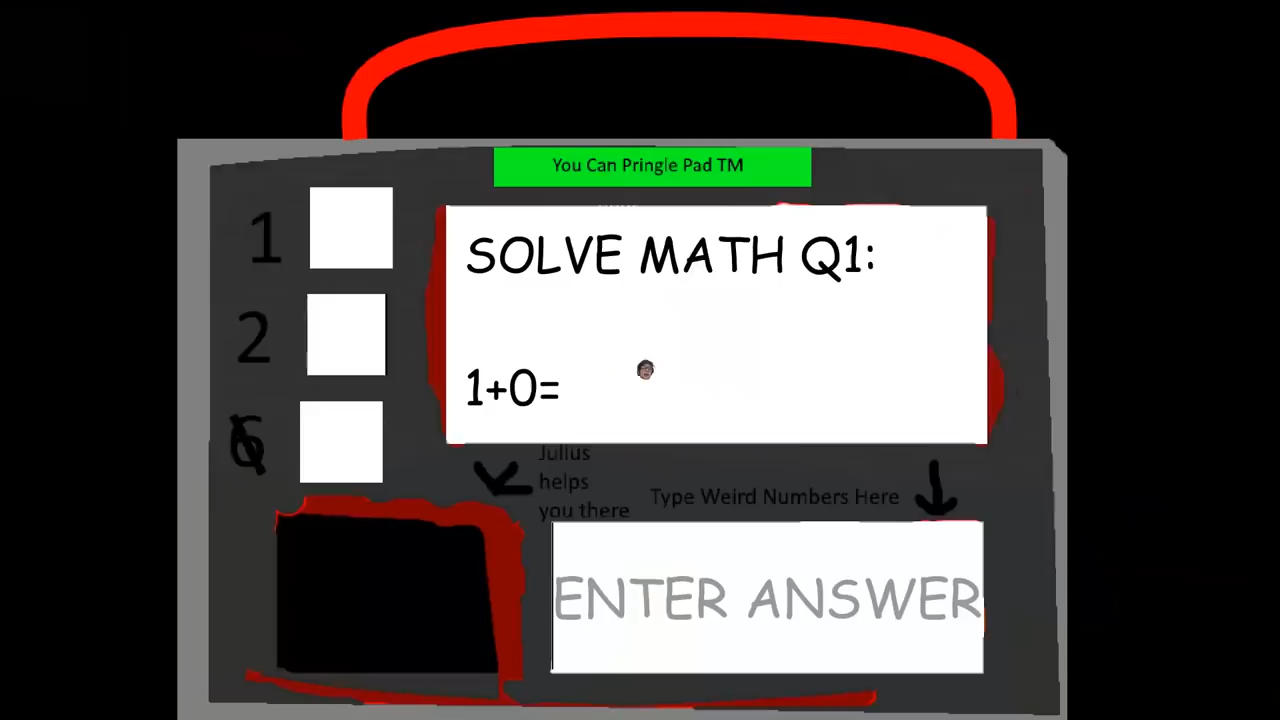 You Can Pringle Pad TM
1
SOLVE MATH Q1:
2
1+0=
Julius
helps
you there
Type Weird Numbers Here
ENTER ANSWER